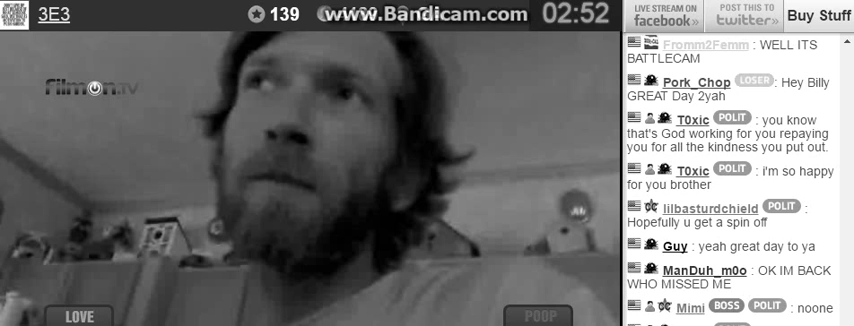 3E3
139
www.Bandicam.com
02:52
LIVE STREAM ON
facebook»
POST THIS TO
twitter»
Buy Stuff
filmon.TV
LOVE
POOP
Fromm2Femm : WELL ITS
BATTLECAM
Pork_Chop LOSER : Hey Billy
GREAT Day 2yah
T0xic POLIT : you know
that's God working for you repaying
you for all the kindness you put out.
T0xic POLIT : i'm so happy
for you brother
lilbasturdchield POLIT :
Hopefully u get a spin off
Guy : yeah great day to ya
ManDuh_m0o : OK IM BACK
WHO MISSED ME
Mimi BOSS POLIT : noone